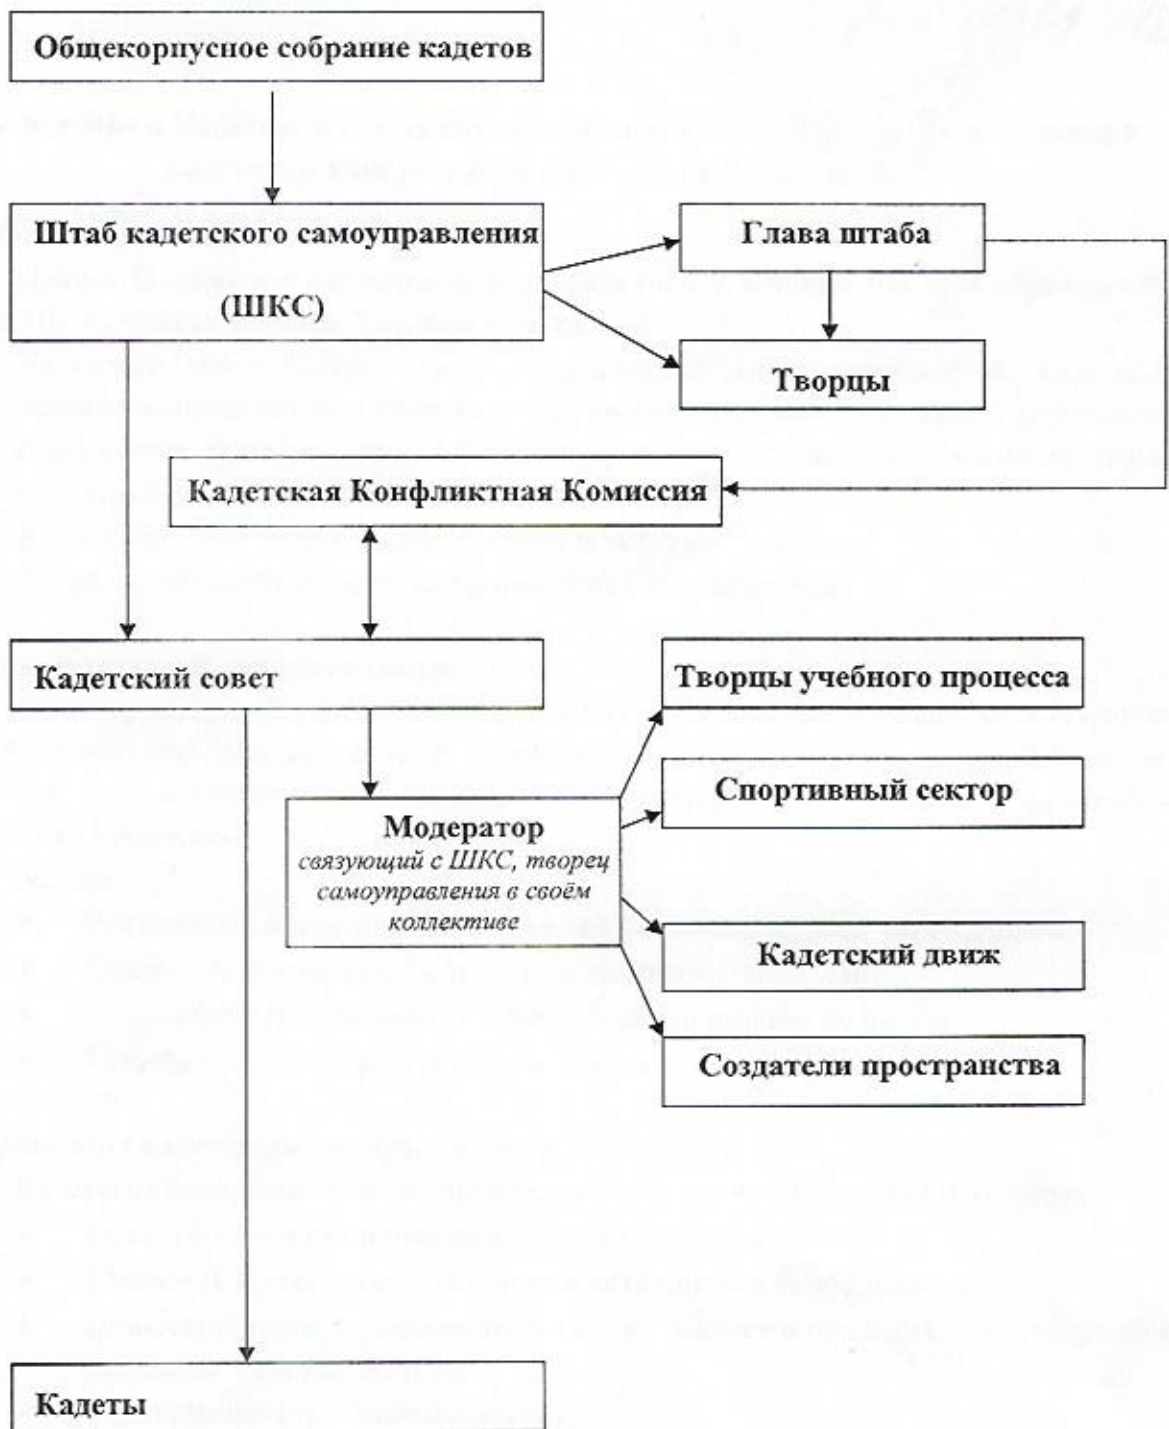 Общекорпусное собрание кадетов
Штаб кадетского самоуправления
(ШКС)
Глава штаба
Творцы
Кадетская Конфликтная Комиссия
Кадетский совет
Творцы учебного процесса
Спортивный сектор
Модератор
связующий с ШКС, творец
самоуправления в своём
коллективе
Кадетский движ
Создатели пространства
Кадеты